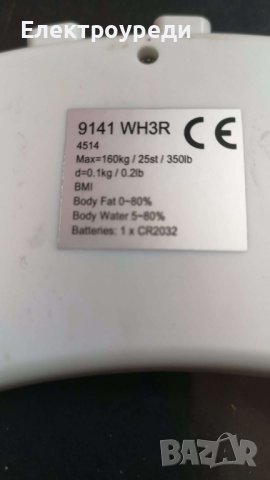 Електроуреди
9141 WH3R
4514
Max=160kg / 25st / 350lb
d=0.1kg / 0.2lb
BMI
Body Fat 0~80%
Body Water 5~80%
Batteries: 1 x CR2032
CE
BAZAR